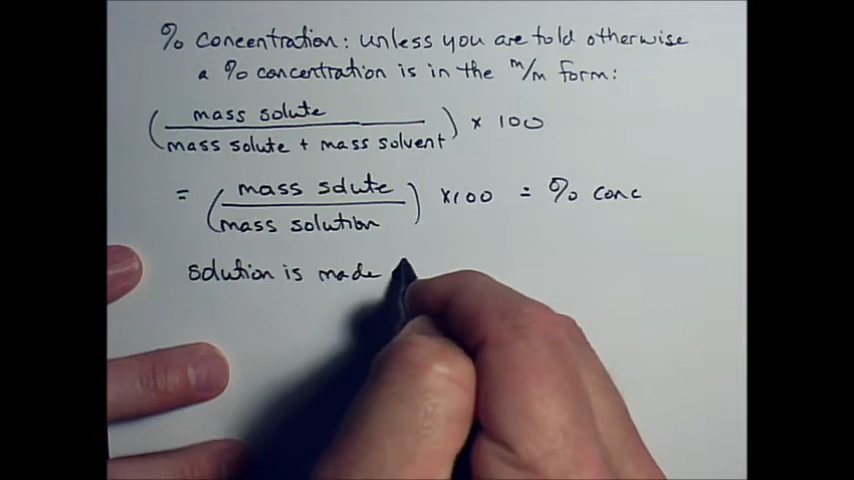 % concentration: unless you are told otherwise
a % concentration is in the m/m form:
(mass solute / mass solute + mass solvent) × 100
= (mass solute / mass solution) ×100 = % conc
solution is made